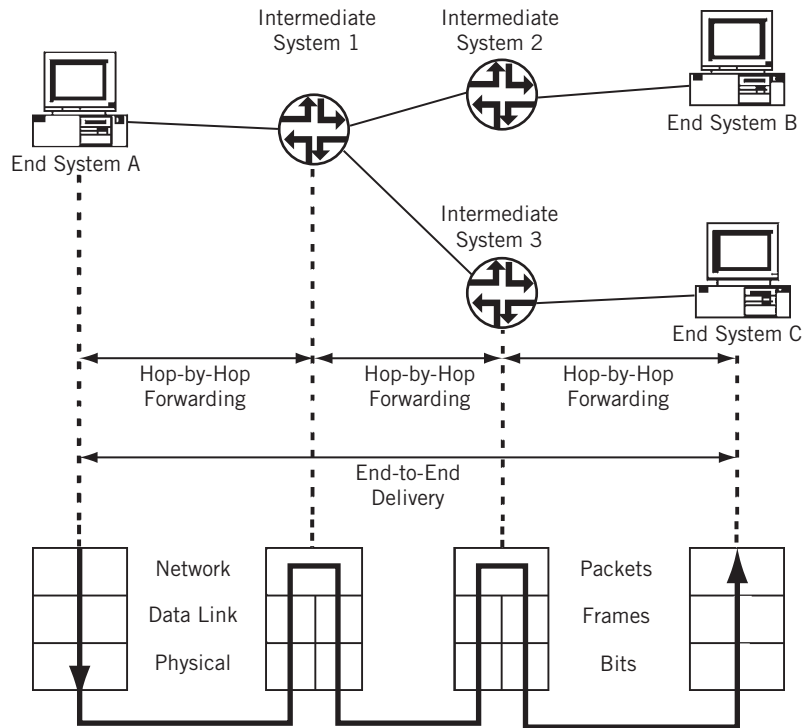 Intermediate
System 1
Intermediate
System 2
End System A
End System B
Intermediate
System 3
End System C
Hop-by-Hop
Forwarding
Hop-by-Hop
Forwarding
Hop-by-Hop
Forwarding
End-to-End
Delivery
Network
Packets
Data Link
Frames
Physical
Bits